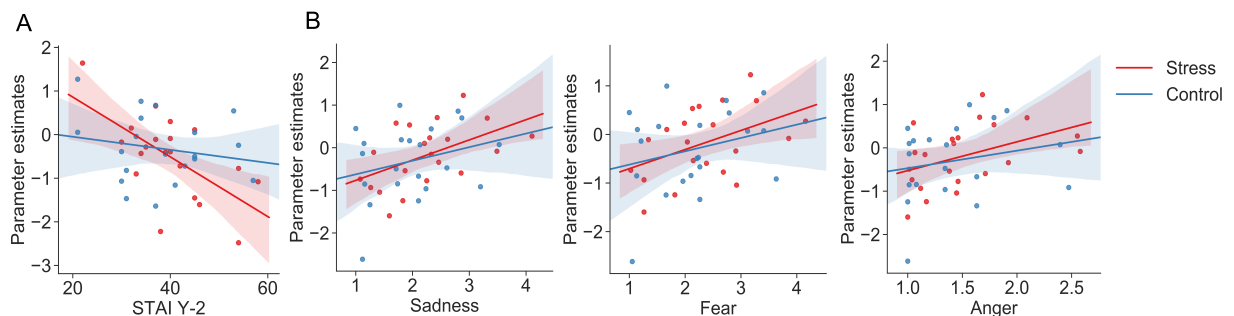 A
B
Parameter estimates
2
1
0
−1
−2
−3
20
40
60
STAI Y-2
Parameter estimates
2
1
0
−1
−2
1
2
3
4
Sadness
Parameter estimates
1
0
−1
−2
1
2
3
4
Fear
Parameter estimates
2
1
0
−1
−2
1.0
1.5
2.0
2.5
Anger
Stress
Control